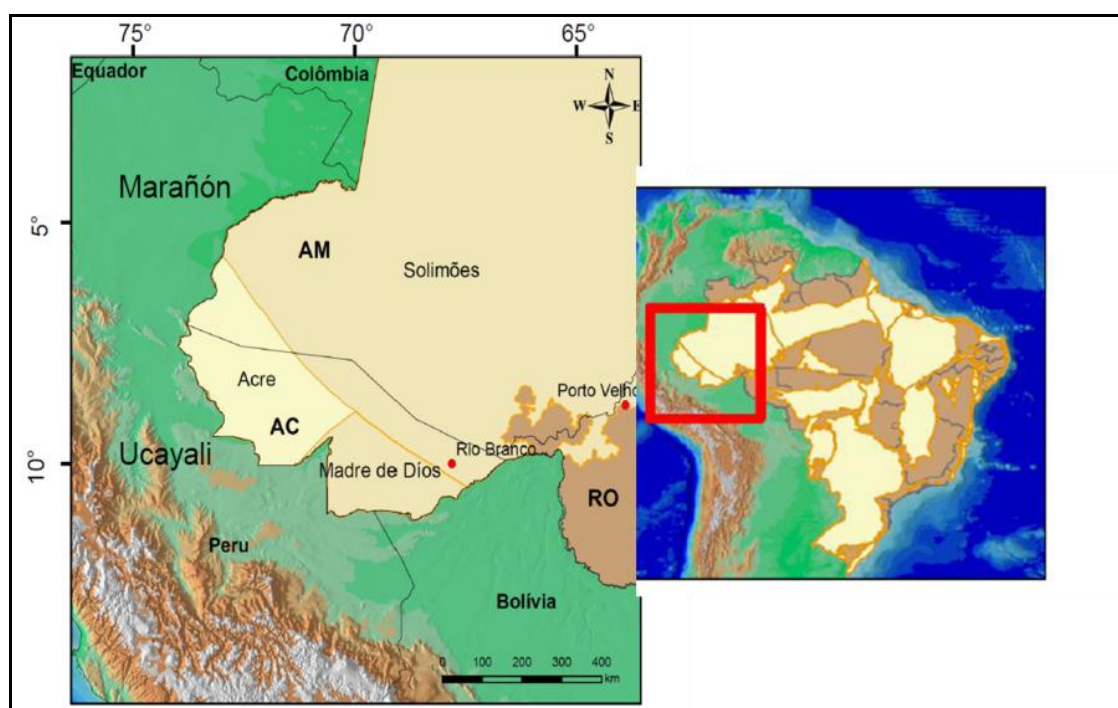 75° 70° 65°
Equador
Colômbia
N
W E
S
Marañón
5°
AM
Solimões
Acre
Porto Velho
AC
Rio Branco
Ucayali
10°
Madre de Díos
RO
Peru
Bolívia
0 100 200 300 400
km